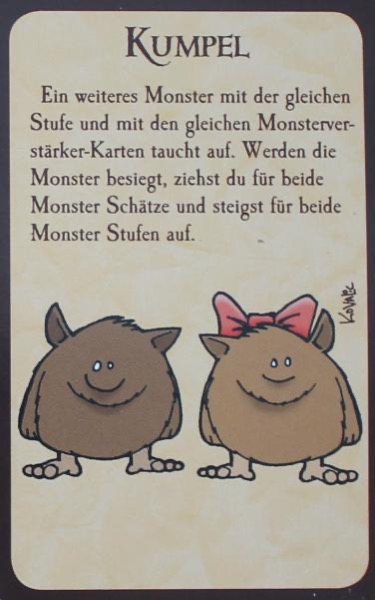 Kumpel
Ein weiteres Monster mit der gleichen
Stufe und mit den gleichen Monsterver-
stärker-Karten taucht auf. Werden die
Monster besiegt, ziehst du für beide
Monster Schätze und steigst für beide
Monster Stufen auf.
Kovalic